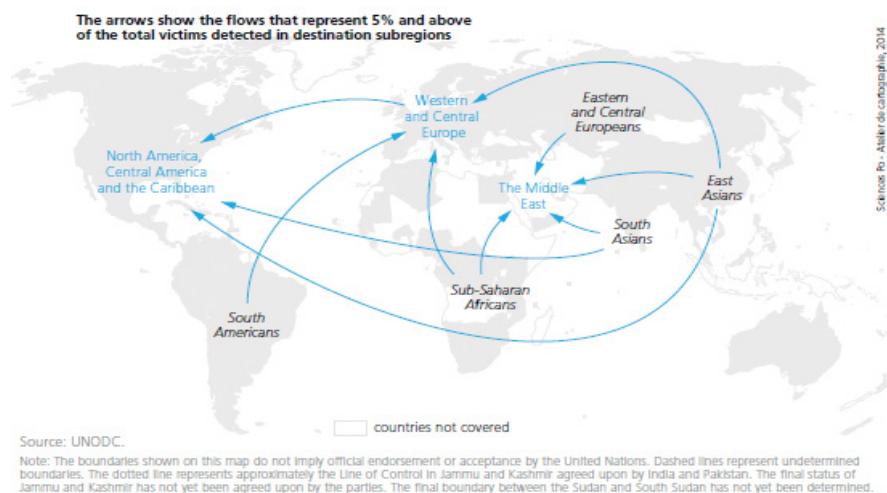 The arrows show the flows that represent 5% and above
of the total victims detected in destination subregions
Sciences Po - Atelier de cartographie, 2014
Western
and Central
Europe
Eastern
and Central
Europeans
North America,
Central America
and the Caribbean
The Middle
East
East
Asians
South
Asians
Sub-Saharan
Africans
South
Americans
countries not covered
Source: UNODC.
Note: The boundaries shown on this map do not imply official endorsement or acceptance by the United Nations. Dashed lines represent undetermined
boundaries. The dotted line represents approximately the Line of Control in Jammu and Kashmir agreed upon by India and Pakistan. The final status of
Jammu and Kashmir has not yet been agreed upon by the parties. The final boundary between the Sudan and South Sudan has not yet been determined.